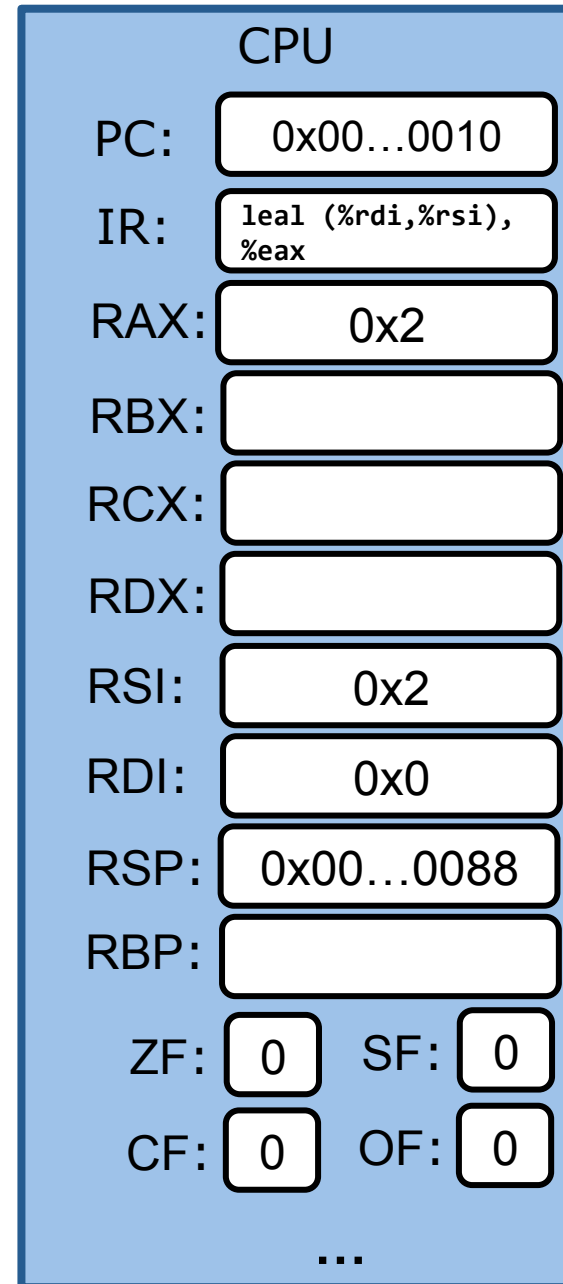 CPU
PC: 0x00…0010
IR: leal (%rdi,%rsi),
%eax
RAX: 0x2
RBX:
RCX:
RDX:
RSI: 0x2
RDI: 0x0
RSP: 0x00…0088
RBP:
ZF: 0 SF: 0
CF: 0 OF: 0
…